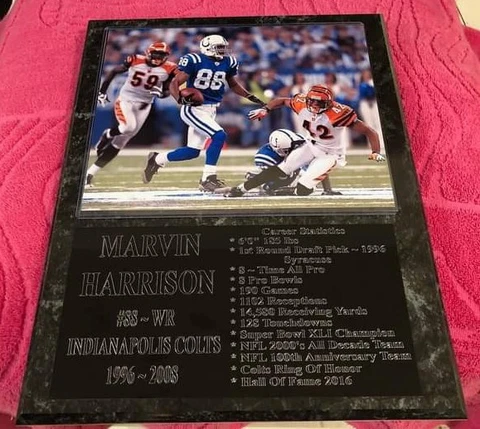 59
88
42
MARVIN
HARRISON
#88 ~ WR
INDIANAPOLIS COLTS
1996 ~ 2008
Career Statistics
* 6'0" 185 lbs
* 1st Round Draft Pick ~ 1996
Syracuse
* 8 ~ Time All Pro
* 8 Pro Bowls
* 190 Games
* 1102 Receptions
* 14,580 Receiving Yards
* 128 Touchdowns
* Super Bowl XLI Champion
* NFL 2000's All Decade Team
* NFL 100th Anniversary Team
* Colts Ring Of Honor
* Hall Of Fame 2016